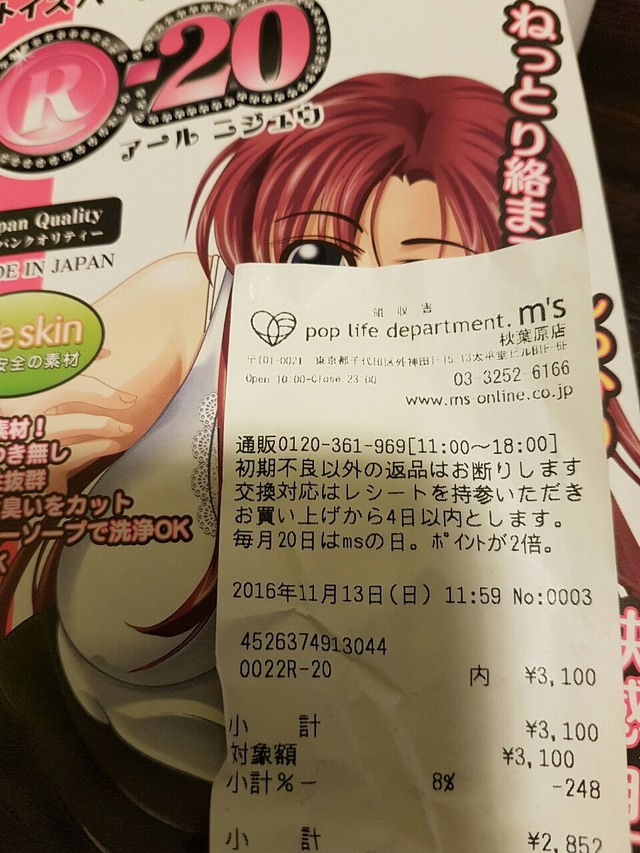 トイズハ
R-20
アール ニジュウ
ねっとり絡ま
pan Quality
パンクオリティー
DE IN JAPAN
e skin
安全の素材
素材！
つき無し
抜群
臭いをカット
ーソープで洗浄OK
領収書
pop life department. m's
秋葉原店
〒101-0021 東京都千代田区外神田1-15-13太平堂ビルB1F-6F
Open 10:00-Close 23:00
03-3252-6166
www.ms-online.co.jp
通販0120-361-969[11:00〜18:00]
初期不良以外の返品はお断りします
交換対応はレシートを持参いただき
お買い上げから4日以内とします。
毎月20日はmsの日。ﾎﾟｲﾝﾄが2倍。
2016年11月13日(日) 11:59 No:0003
4526374913044
0022R-20 内 ¥3,100
小 計 ¥3,100
対象額 ¥3,100
小計％－ 8% -248
小 計 ¥2,852